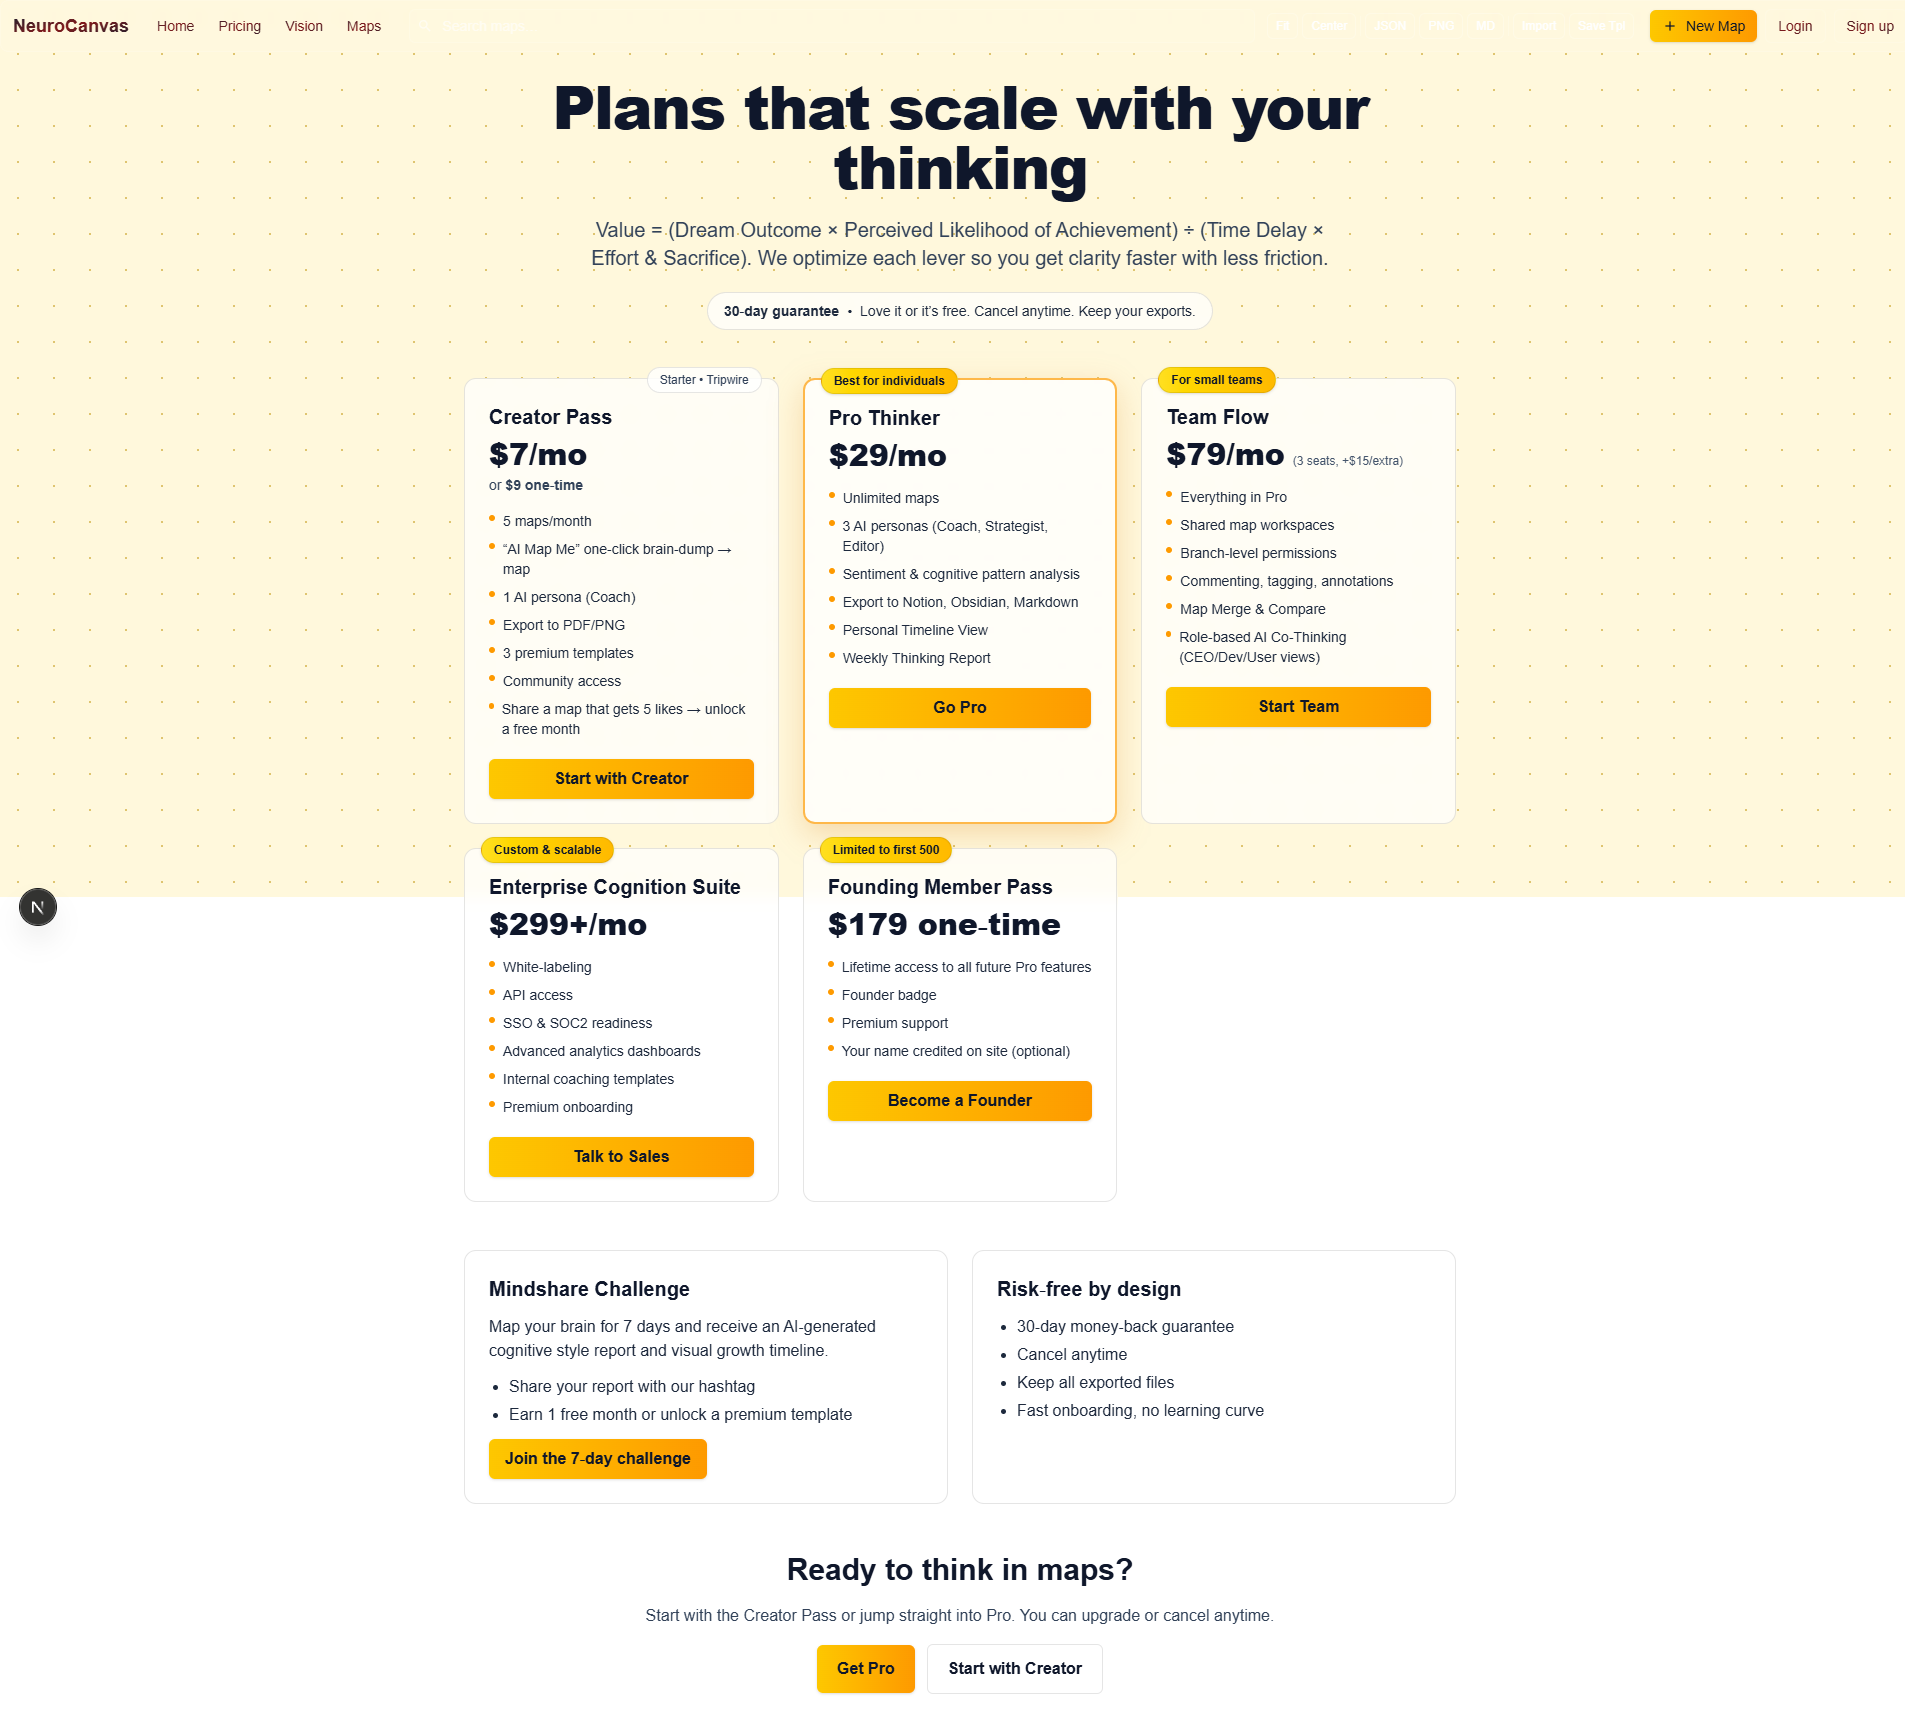 NeuroCanvas Home Pricing Vision Maps Search maps... Fit Center JSON PNG MD Import Save Tpl + New Map Login Sign up
Plans that scale with your
thinking
Value = (Dream Outcome × Perceived Likelihood of Achievement) ÷ (Time Delay ×
Effort & Sacrifice). We optimize each lever so you get clarity faster with less friction.
30-day guarantee • Love it or it's free. Cancel anytime. Keep your exports.
Starter • Tripwire
Creator Pass
$7/mo
or $9 one-time
5 maps/month
“AI Map Me” one-click brain-dump →
map
1 AI persona (Coach)
Export to PDF/PNG
3 premium templates
Community access
Share a map that gets 5 likes → unlock
a free month
Start with Creator
Best for individuals
Pro Thinker
$29/mo
Unlimited maps
3 AI personas (Coach, Strategist,
Editor)
Sentiment & cognitive pattern analysis
Export to Notion, Obsidian, Markdown
Personal Timeline View
Weekly Thinking Report
Go Pro
For small teams
Team Flow
$79/mo (3 seats, +$15/extra)
Everything in Pro
Shared map workspaces
Branch-level permissions
Commenting, tagging, annotations
Map Merge & Compare
Role-based AI Co-Thinking
(CEO/Dev/User views)
Start Team
Custom & scalable
Enterprise Cognition Suite
$299+/mo
White-labeling
API access
SSO & SOC2 readiness
Advanced analytics dashboards
Internal coaching templates
Premium onboarding
Talk to Sales
Limited to first 500
Founding Member Pass
$179 one-time
Lifetime access to all future Pro features
Founder badge
Premium support
Your name credited on site (optional)
Become a Founder
N
Mindshare Challenge
Map your brain for 7 days and receive an AI-generated
cognitive style report and visual growth timeline.
• Share your report with our hashtag
• Earn 1 free month or unlock a premium template
Join the 7-day challenge
Risk-free by design
• 30-day money-back guarantee
• Cancel anytime
• Keep all exported files
• Fast onboarding, no learning curve
Ready to think in maps?
Start with the Creator Pass or jump straight into Pro. You can upgrade or cancel anytime.
Get Pro
Start with Creator